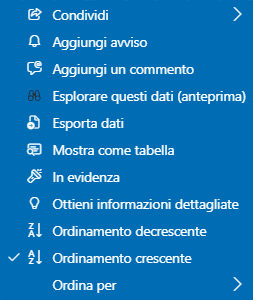 Condividi
Aggiungi avviso
Aggiungi un commento
Esplorare questi dati (anteprima)
Esporta dati
Mostra come tabella
In evidenza
Ottieni informazioni dettagliate
Ordinamento decrescente
Ordinamento crescente
Ordina per